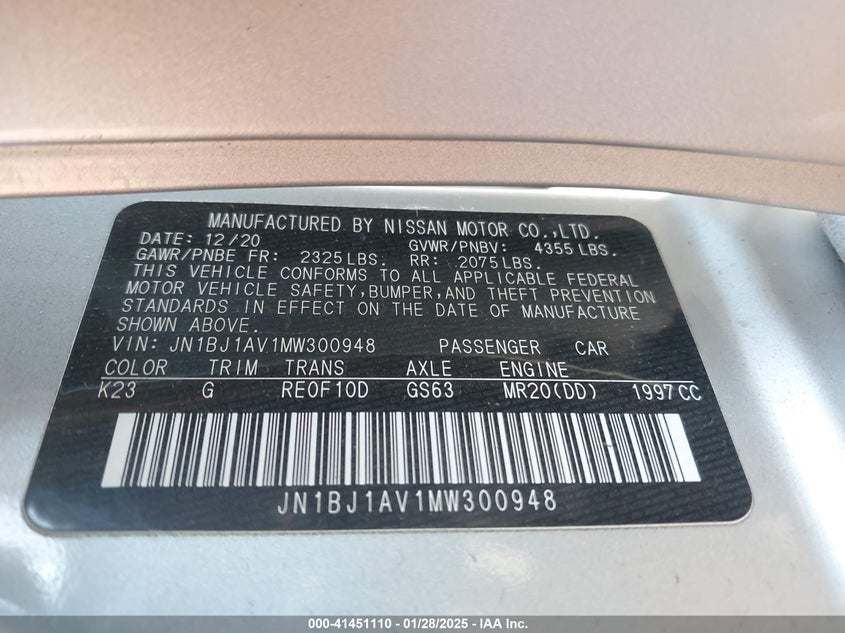 MANUFACTURED BY NISSAN MOTOR CO.,LTD.
DATE: 12/20 GVWR/PNBV: 4355 LBS.
GAWR/PNBE FR: 2325 LBS. RR: 2075 LBS.
THIS VEHICLE CONFORMS TO ALL APPLICABLE FEDERAL
MOTOR VEHICLE SAFETY, BUMPER, AND THEFT PREVENTION
STANDARDS IN EFFECT ON THE DATE OF MANUFACTURE
SHOWN ABOVE.
VIN: JN1BJ1AV1MW300948 PASSENGER CAR
COLOR TRIM TRANS AXLE ENGINE
K23 G RE0F10D GS63 MR20(DD) 1997CC
JN1BJ1AV1MW300948
000-41451110 | 01/28/2025 | © IAA Inc.